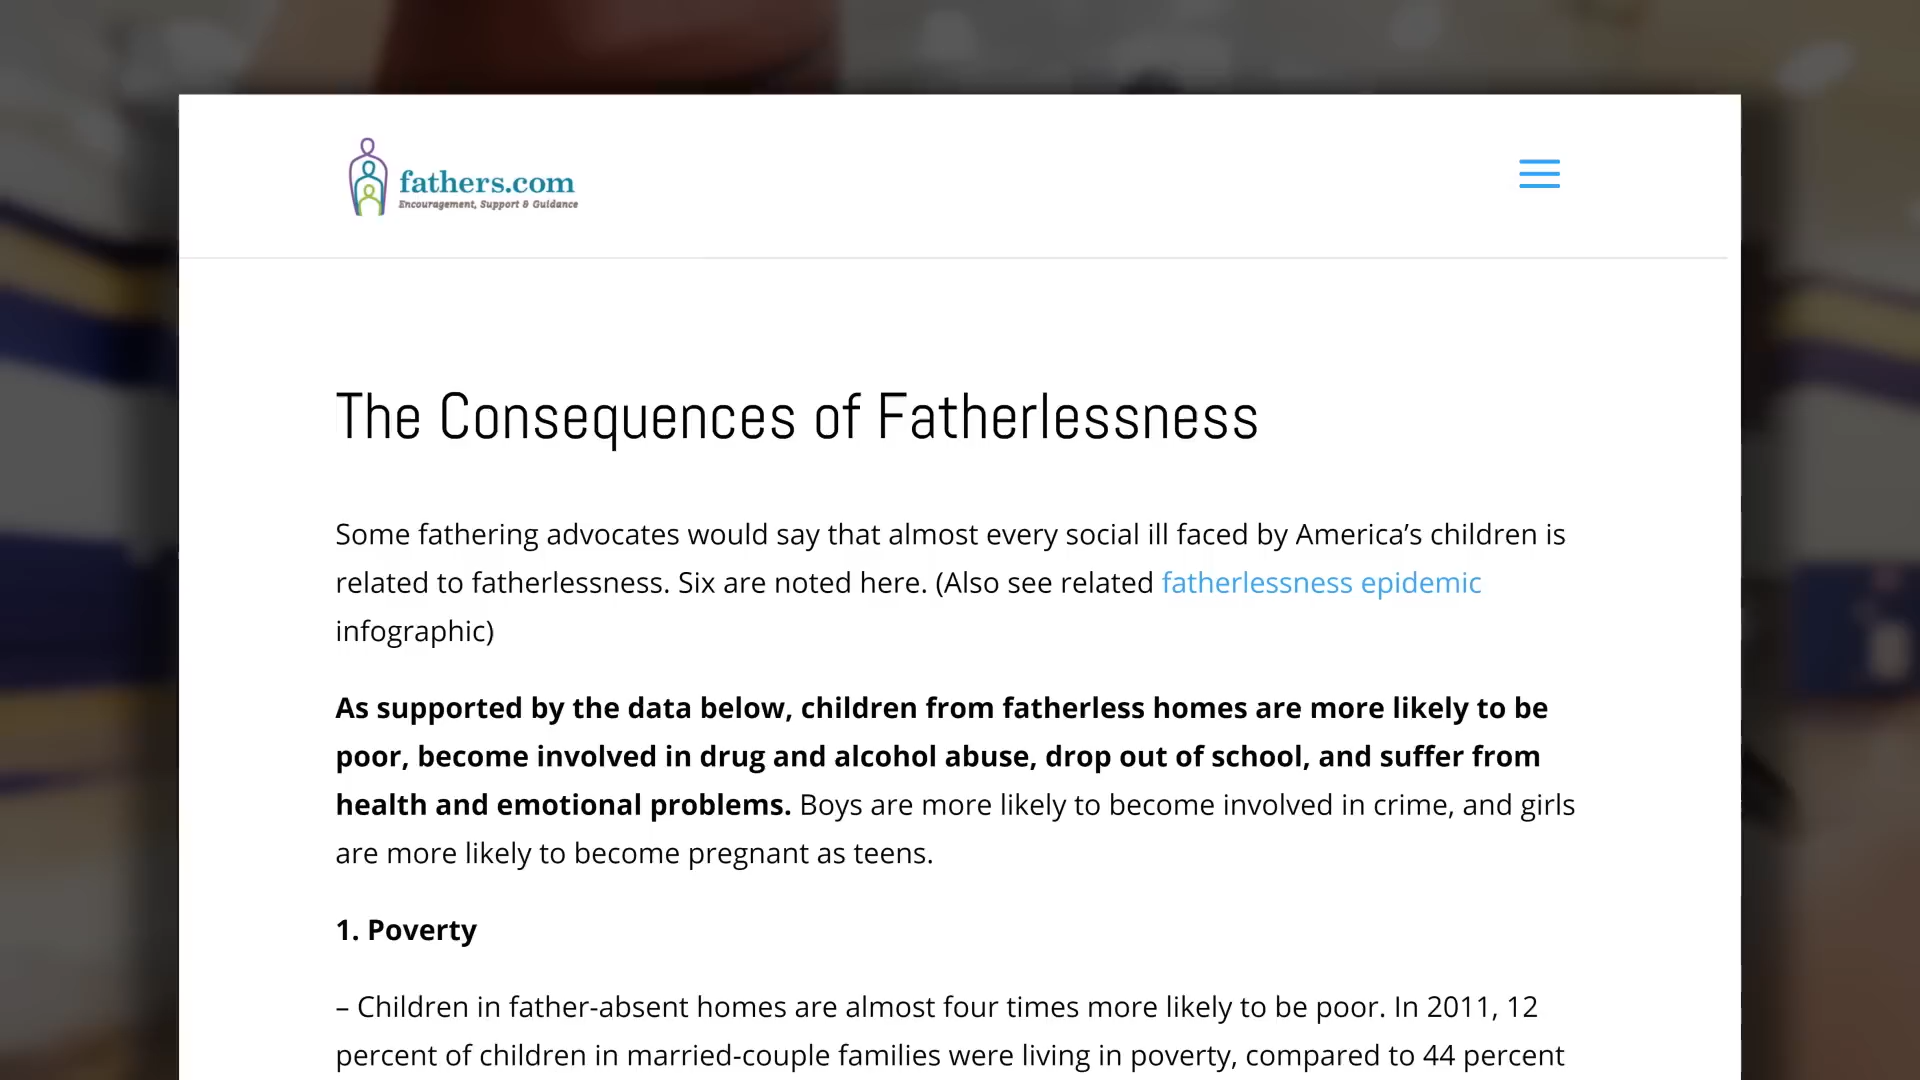 fathers.com
Encouragement, Support & Guidance
The Consequences of Fatherlessness
Some fathering advocates would say that almost every social ill faced by America’s children is
related to fatherlessness. Six are noted here. (Also see related fatherlessness epidemic
infographic)
As supported by the data below, children from fatherless homes are more likely to be
poor, become involved in drug and alcohol abuse, drop out of school, and suffer from
health and emotional problems. Boys are more likely to become involved in crime, and girls
are more likely to become pregnant as teens.
1. Poverty
– Children in father-absent homes are almost four times more likely to be poor. In 2011, 12
percent of children in married-couple families were living in poverty, compared to 44 percent